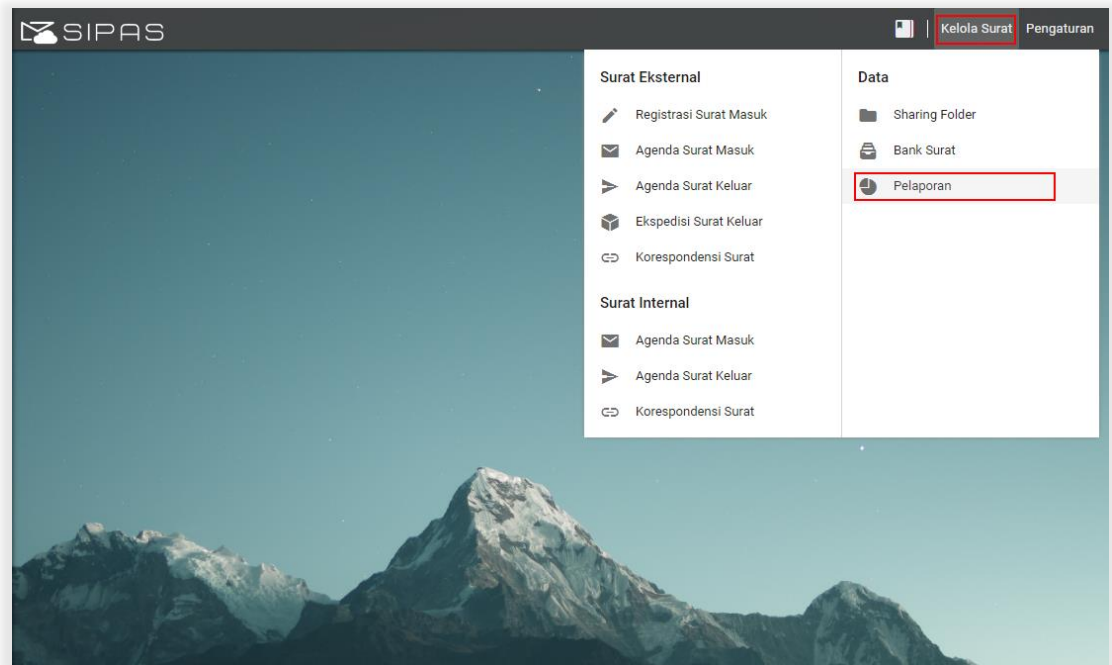 SIPAS
Kelola Surat
Pengaturan
Surat Eksternal
Registrasi Surat Masuk
Agenda Surat Masuk
Agenda Surat Keluar
Ekspedisi Surat Keluar
Korespondensi Surat
Surat Internal
Agenda Surat Masuk
Agenda Surat Keluar
Korespondensi Surat
Data
Sharing Folder
Bank Surat
Pelaporan